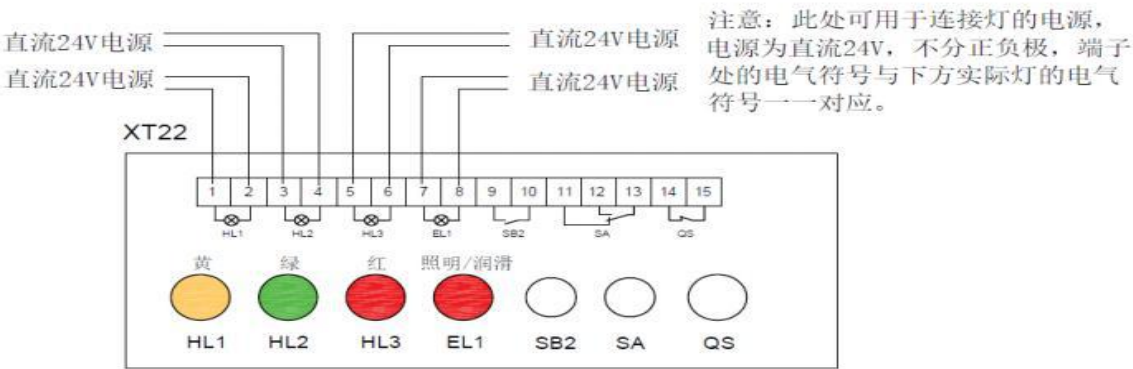 注意：此处可用于连接灯的电源，
电源为直流24V，不分正负极，端子
处的电气符号与下方实际灯的电气
符号一一对应。
直流24V电源
直流24V电源
直流24V电源
直流24V电源
XT22
1 2 3 4 5 6 7 8 9 10 11 12 13 14 15
HL1 HL2 HL3 EL1 SB2 SA QS
黄 绿 红 照明/润滑
HL1 HL2 HL3 EL1 SB2 SA QS